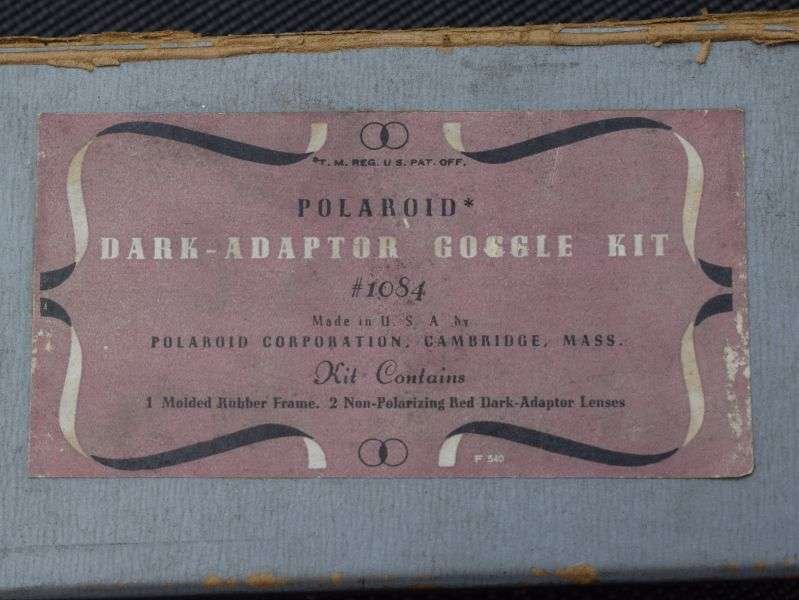 *T. M. REG. U S. PAT. OFF.
POLAROID*
DARK-ADAPTOR GOGGLE KIT
#1084
Made in U. S. A. by
POLAROID CORPORATION, CAMBRIDGE, MASS.
Kit Contains
1 Molded Rubber Frame. 2 Non-Polarizing Red Dark-Adaptor Lenses
F 540